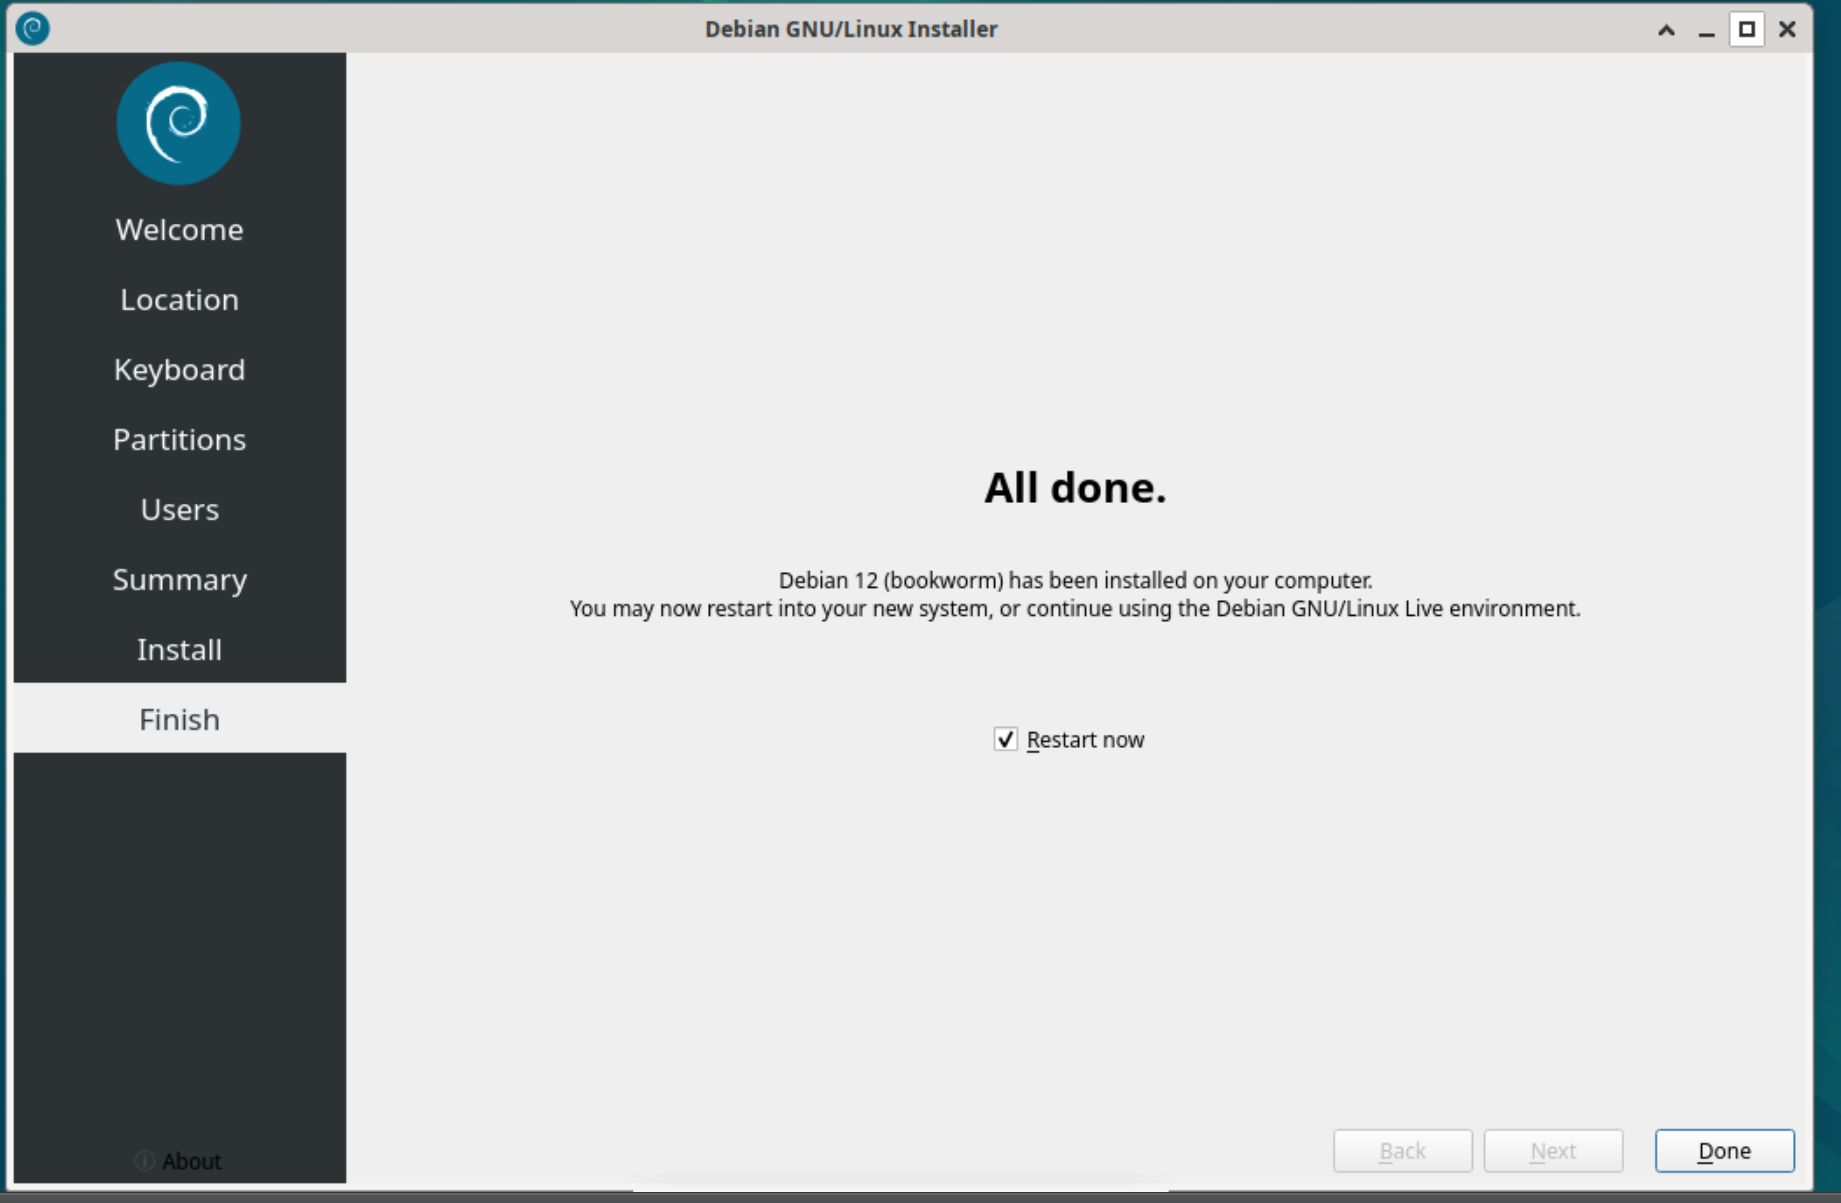 Debian GNU/Linux Installer
Welcome
Location
Keyboard
Partitions
Users
Summary
Install
Finish
About
All done.
Debian 12 (bookworm) has been installed on your computer.
You may now restart into your new system, or continue using the Debian GNU/Linux Live environment.
Restart now
Back
Next
Done